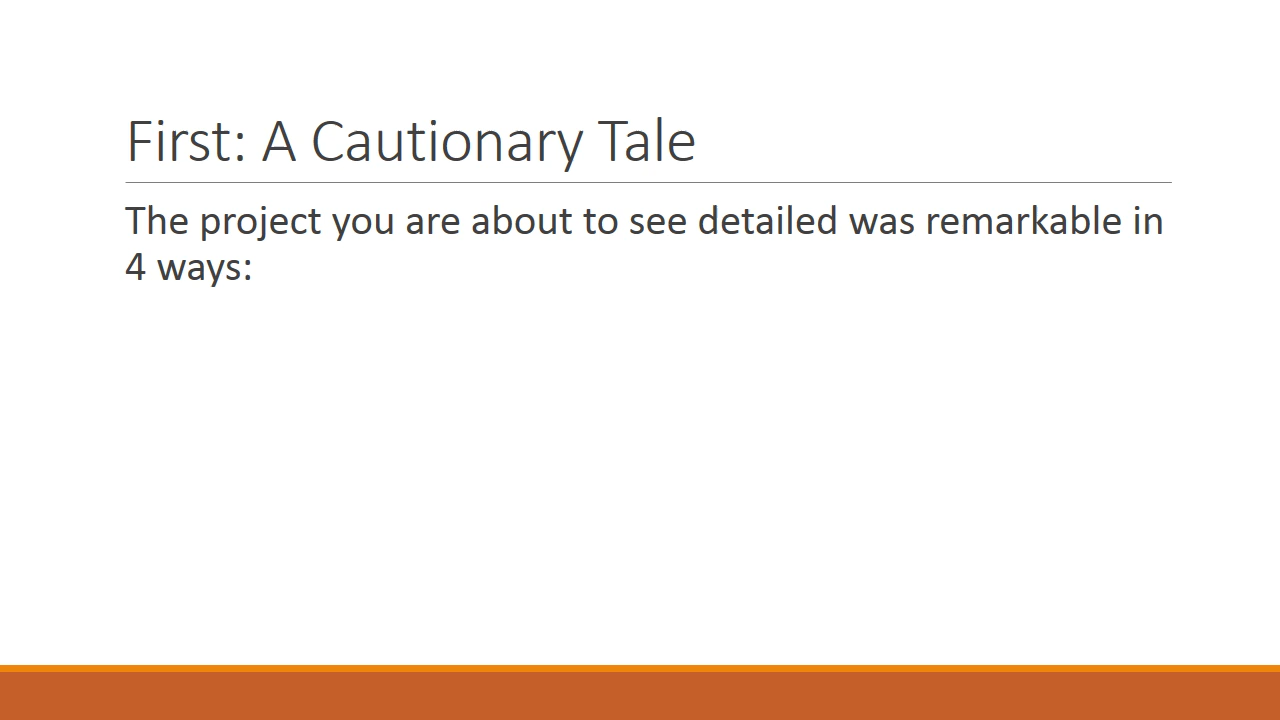 First: A Cautionary Tale
The project you are about to see detailed was remarkable in
4 ways: